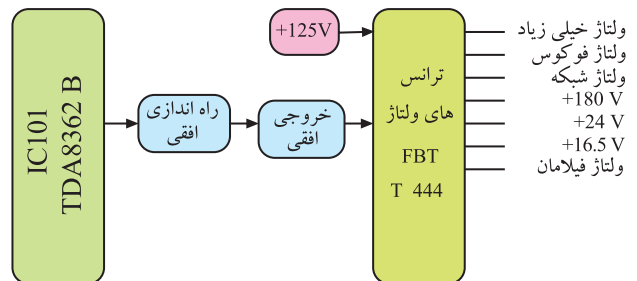 IC101
TDA8362 B
راه اندازی
افقی
خروجی
افقی
+125V
ترانس
های ولتاژ
FBT
T 444
ولتاژ خیلی زیاد
ولتاژ فوکوس
ولتاژ شبکه
+180 V
+24 V
+16.5 V
ولتاژ فیلامان